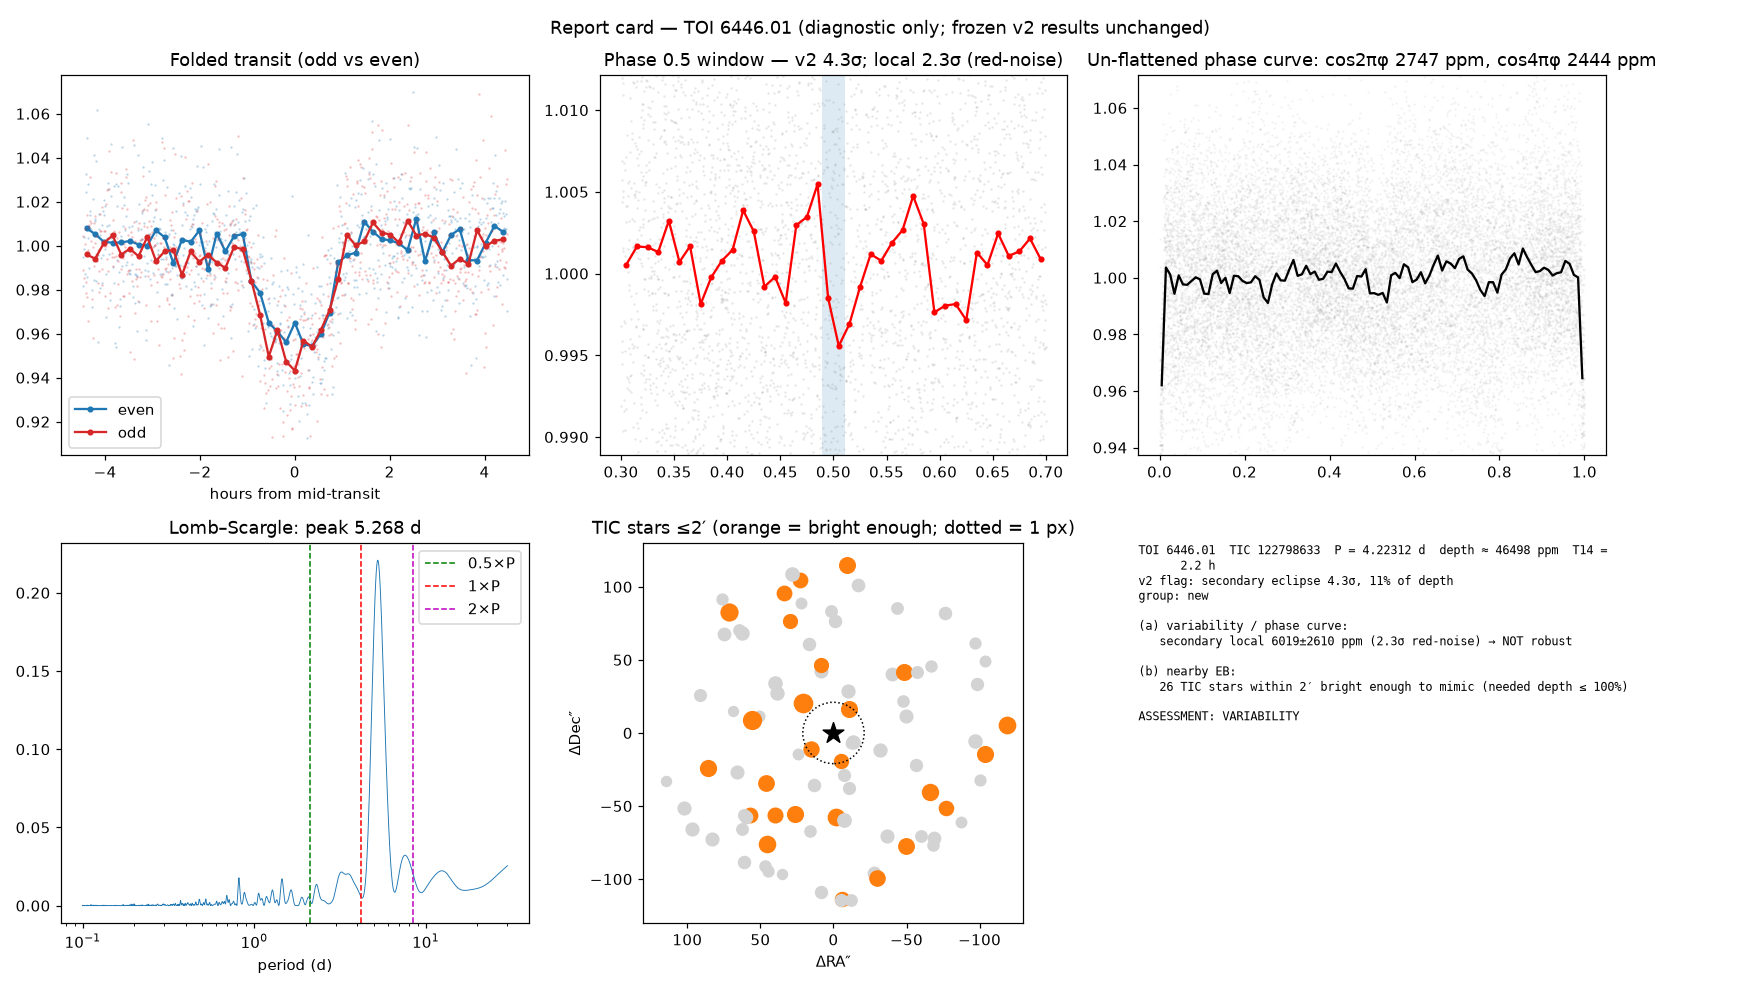 Report card — TOI 6446.01 (diagnostic only; frozen v2 results unchanged)
Folded transit (odd vs even)
1.06
1.04
1.02
1.00
0.98
0.96
0.94
0.92
even
odd
−4
−2
0
2
4
hours from mid-transit
Phase 0.5 window — v2 4.3σ; local 2.3σ (red-noise)
1.010
1.005
1.000
0.995
0.990
0.30
0.35
0.40
0.45
0.50
0.55
0.60
0.65
0.70
Un-flattened phase curve: cos2πφ 2747 ppm, cos4πφ 2444 ppm
1.06
1.04
1.02
1.00
0.98
0.96
0.94
0.0
0.2
0.4
0.6
0.8
1.0
Lomb–Scargle: peak 5.268 d
0.20
0.15
0.10
0.05
0.00
0.5×P
1×P
2×P
10⁻¹
10⁰
10¹
period (d)
TIC stars ≤2′ (orange = bright enough; dotted = 1 px)
ΔDec″
100
50
0
−50
−100
100
50
0
−50
−100
ΔRA″
TOI 6446.01  TIC 122798633  P = 4.22312 d  depth ≈ 46498 ppm  T14 =
2.2 h
v2 flag: secondary eclipse 4.3σ, 11% of depth
group: new
(a) variability / phase curve:
secondary local 6019±2610 ppm (2.3σ red-noise) → NOT robust
(b) nearby EB:
26 TIC stars within 2′ bright enough to mimic (needed depth ≤ 100%)
ASSESSMENT: VARIABILITY